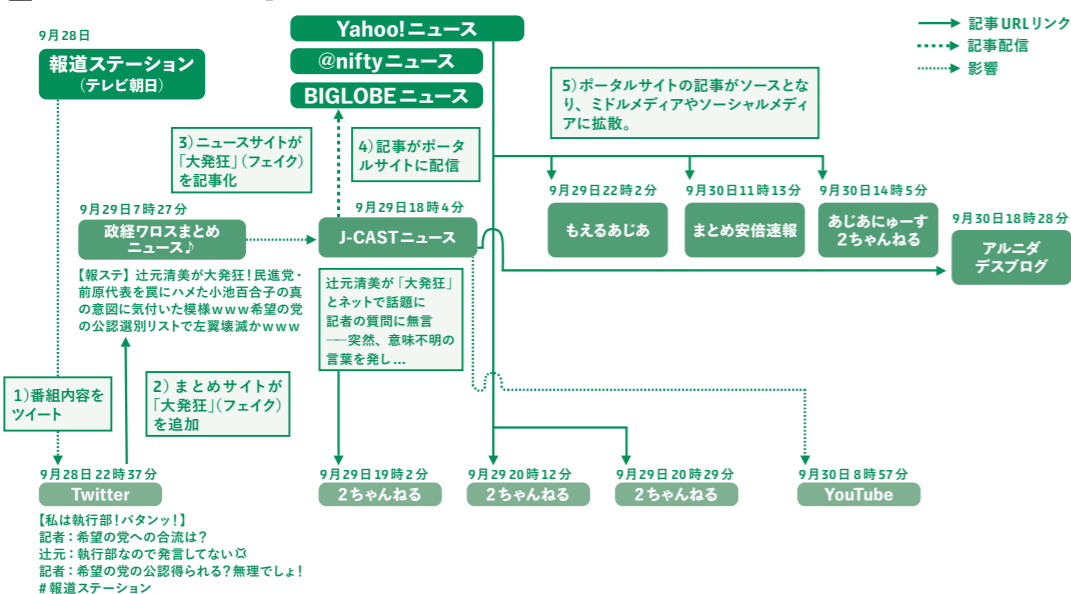 9月28日
報道ステーション
（テレビ朝日）
Yahoo!ニュース
@niftyニュース
BIGLOBEニュース
記事URLリンク
記事配信
影響
5）ポータルサイトの記事がソースとな
り、ミドルメディアやソーシャルメディ
アに拡散。
3）ニュースサイトが
「大発狂」（フェイク）
を記事化
4）記事がポータ
ルサイトに配信
9月29日7時27分
政経ワロスまとめ
ニュース♪
9月29日18時4分
J-CASTニュース
9月29日22時2分
もえるあじあ
9月30日11時13分
まとめ安倍速報
9月30日14時5分
あじあにゅーす
2ちゃんねる
9月30日18時28分
アルニダ
デスブログ
【報ステ】辻元清美が大発狂！民進党・
前原代表を罠にハメた小池百合子の真
の意図に気付いた模様www希望の党
の公認選別リストで左翼壊滅かwww
辻元清美が「大発狂」
とネットで話題に
記者の質問に無言
──突然、意味不明の
言葉を発し...
1）番組内容を
ツイート
2）まとめサイトが
「大発狂」（フェイク）
を追加
9月28日22時37分
Twitter
【私は執行部！バタンッ！】
記者：希望の党への合流は？
辻元：執行部なので発言してない💢
記者：希望の党の公認得られる？無理でしょ！
#報道ステーション
9月29日19時2分
2ちゃんねる
9月29 20時12分
2ちゃんねる
9月29日20時29分
2ちゃんねる
9月30日8時57分
YouTube